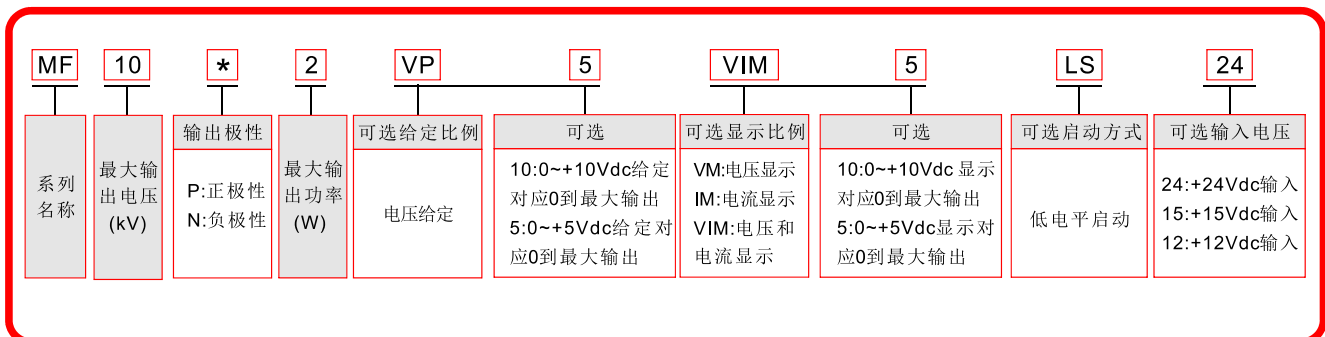 MF 10 * 2 VP 5 VIM 5 LS 24
系列
名称
最大输
出电压
(kV)
输出极性
P:正极性
N:负极性
最大输
出功率
(W)
可选给定比例
电压给定
可选
10:0~+10Vdc给定
对应0到最大输出
5:0~+5Vdc给定对
应0到最大输出
可选显示比例
VM:电压显示
IM:电流显示
VIM:电压和
电流显示
可选
10:0~+10Vdc显示
对应0到最大输出
5:0~+5Vdc显示对
应0到最大输出
可选启动方式
低电平启动
可选输入电压
24:+24Vdc输入
15:+15Vdc输入
12:+12Vdc输入